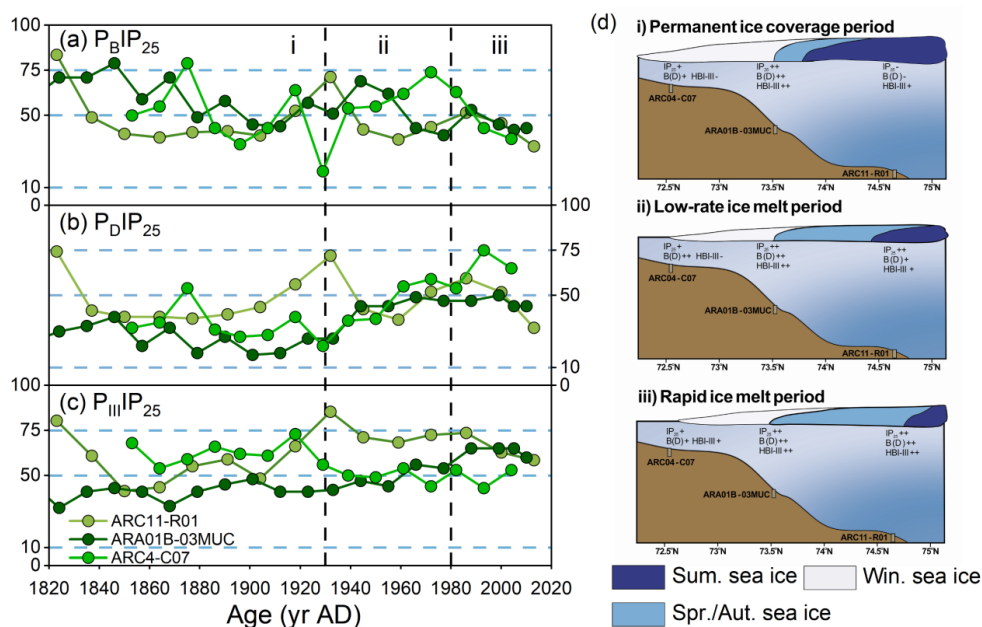 (a) PBIP25
i
ii
iii
100
75
50
10
0
(b) PDIP25
100
75
50
10
0
(c) PIIIIP25
100
75
50
10
0
ARC11-R01
ARA01B-03MUC
ARC4-C07
1820 1840 1860 1880 1900 1920 1940 1960 1980 2000 2020
Age (yr AD)
(d)
i) Permanent ice coverage period
IP25+
B(D)+ HBI-III-
ARC04-C07
IP25++
B(D)++
HBI-III++
ARA01B-03MUC
IP25-
B(D)-
HBI-III+
ARC11-R01
72.5°N 73°N 73.5°N 74°N 74.5°N 75°N
ii) Low-rate ice melt period
IP25+
B(D)++ HBI-III-
ARC04-C07
IP25++
B(D)++
HBI-III++
ARA01B-03MUC
IP25++
B(D)+
HBI-III+
ARC11-R01
72.5°N 73°N 73.5°N 74°N 74.5°N 75°N
iii) Rapid ice melt period
IP25+
B(D)+ HBI-III+
ARC04-C07
IP25++
B(D)++
HBI-III++
ARA01B-03MUC
IP25++
B(D)++
HBI-III++
ARC11-R01
72.5°N 73°N 73.5°N 74°N 74.5°N 75°N
Sum. sea ice
Win. sea ice
Spr./Aut. sea ice